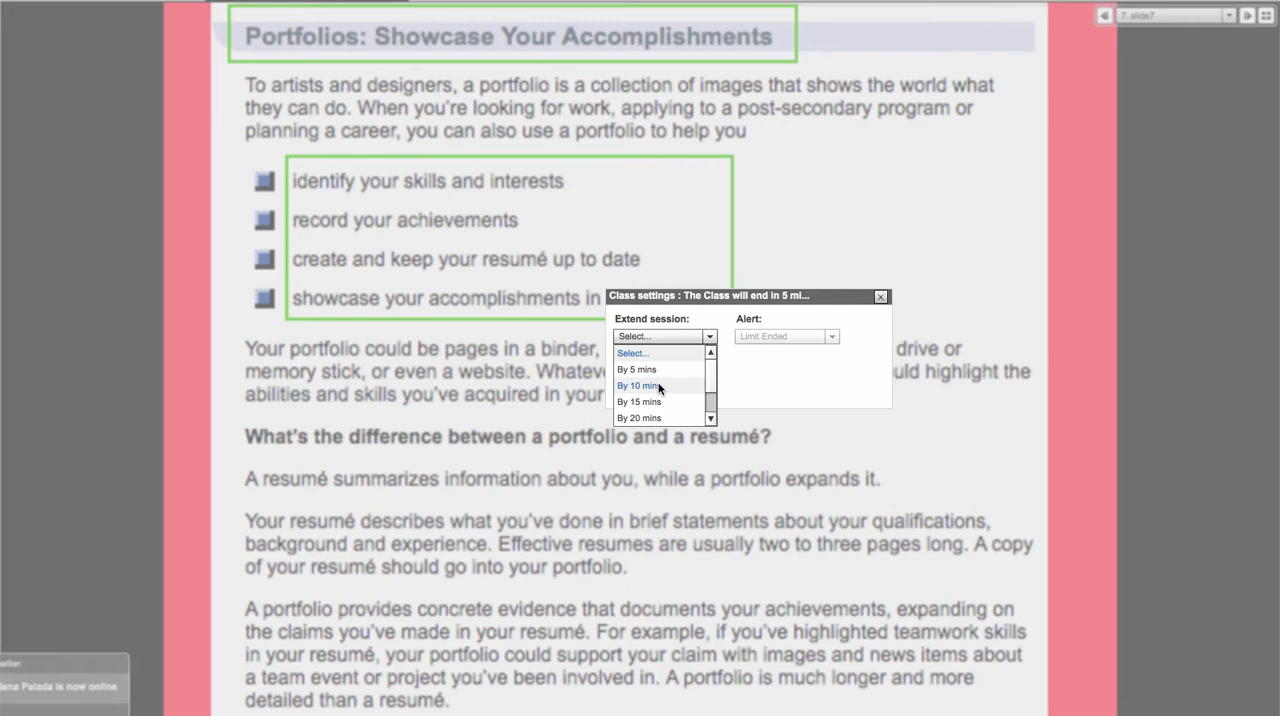 7. slide7
Portfolios: Showcase Your Accomplishments
To artists and designers, a portfolio is a collection of images that shows the world what
they can do. When you're looking for work, applying to a post-secondary program or
planning a career, you can also use a portfolio to help you
identify your skills and interests
record your achievements
create and keep your resumé up to date
showcase your accomplishments in
Class settings : The Class will end in 5 mi...
Extend session:
Alert:
Select...
Limit Ended
Select...
By 5 mins
By 10 mins
By 15 mins
By 20 mins
Your portfolio could be pages in a binder, drive or
memory stick, or even a website. highlight the
abilities and skills you've acquired in your
What's the difference between a portfolio and a resumé?
A resumé summarizes information about you, while a portfolio expands it.
Your resumé describes what you've done in brief statements about your qualifications,
background and experience. Effective resumes are usually two to three pages long. A copy
of your resumé should go into your portfolio.
A portfolio provides concrete evidence that documents your achievements, expanding on
the claims you've made in your resumé. For example, if you've highlighted teamwork skills
in your resumé, your portfolio could support your claim with images and news items about
a team event or project you've been involved in. A portfolio is much longer and more
detailed than a resumé.
Palada is now online